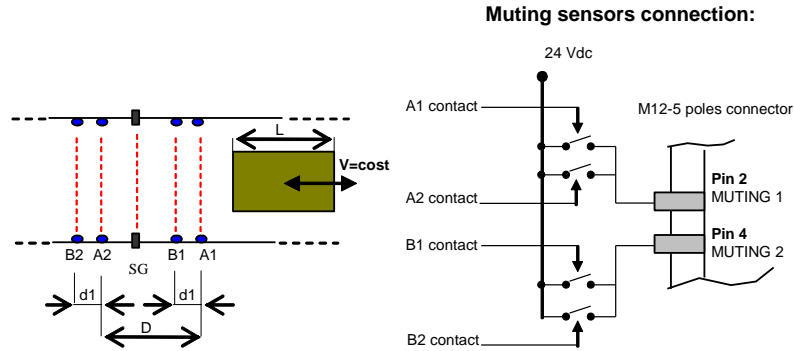 Muting sensors connection:
24 Vdc
A1 contact
M12-5 poles connector
L
V=cost
Pin 2
MUTING 1
A2 contact
Pin 4
MUTING 2
B1 contact
B2 A2 B1 A1
SG
d1 d1
D
B2 contact